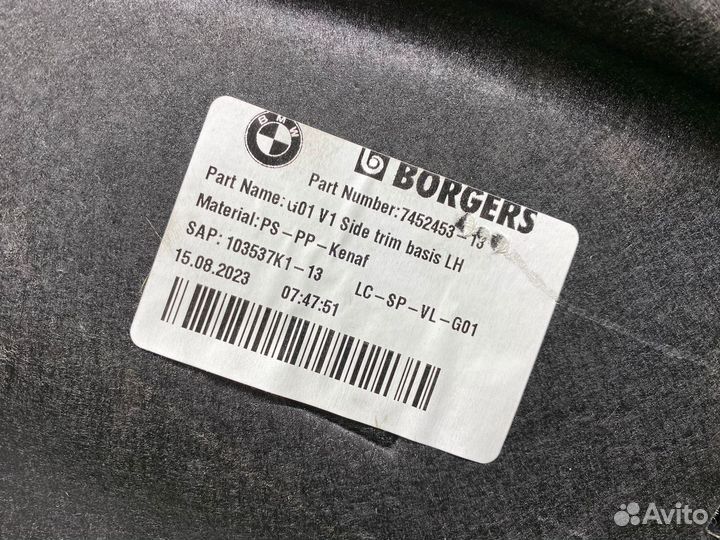 BMW
BORGERS
Part Number:7452453-13
Part Name:G01 V1 Side trim basis LH
Material:PS-PP-Kenaf
SAP: 103537K1-13 LC-SP-VL-G01
15.08.2023 07:47:51
Avito